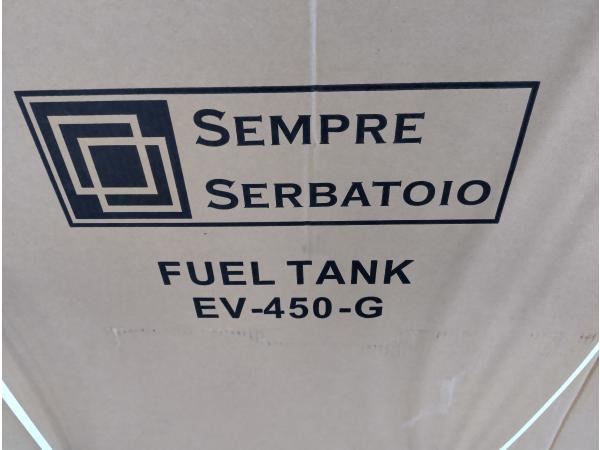 SEMPRE
SERBATOIO
FUEL TANK
EV-450-G